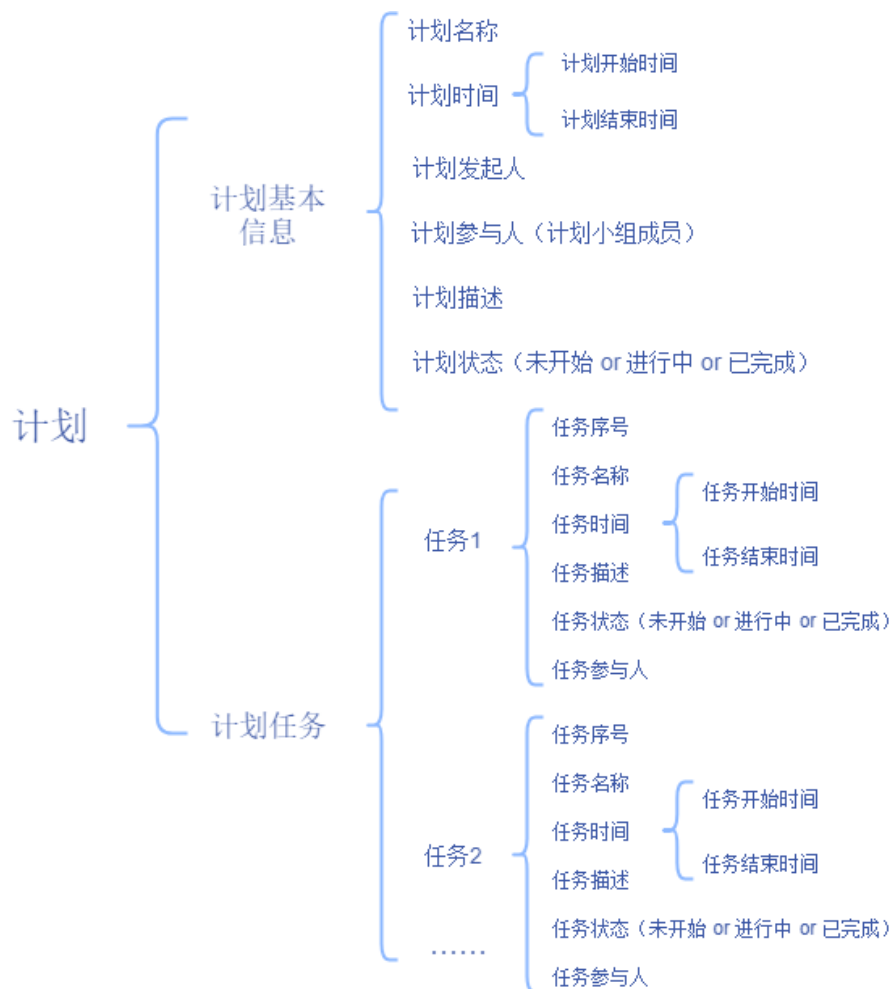 计划
计划基本
信息
计划名称
计划时间
计划开始时间
计划结束时间
计划发起人
计划参与人（计划小组成员）
计划描述
计划状态（未开始 or 进行中 or 已完成）
计划任务
任务1
任务序号
任务名称
任务时间
任务开始时间
任务结束时间
任务描述
任务状态（未开始 or 进行中 or 已完成）
任务参与人
任务2
任务序号
任务名称
任务时间
任务开始时间
任务结束时间
任务描述
任务状态（未开始 or 进行中 or 已完成）
任务参与人
……